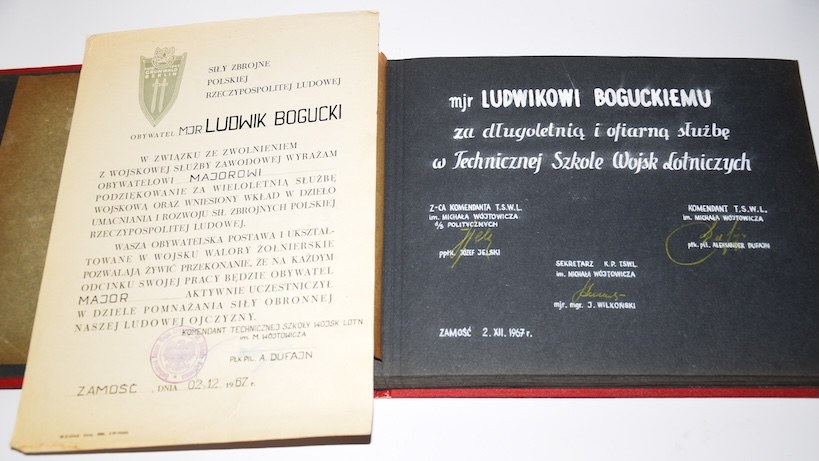 SIŁY ZBROJNE
POLSKIEJ
RZECZYPOSPOLITEJ LUDOWEJ
OBYWATEL MJR LUDWIK BOGUCKI
W ZWIĄZKU ZE ZWOLNIENIEM
Z WOJSKOWEJ SŁUŻBY ZAWODOWEJ WYRAŻAM
OBYWATELOWI MAJOROWI
PODZIĘKOWANIE ZA WIELOLETNIĄ SŁUŻBĘ
WOJSKOWĄ ORAZ WNIESIONY WKŁAD W DZIEŁO
UMACNIANIA I ROZWOJU SIŁ ZBROJNYCH POLSKIEJ
RZECZYPOSPOLITEJ LUDOWEJ.
WASZA OBYWATELSKA POSTAWA I UKSZTAŁ-
TOWANE W WOJSKU WALORY ŻOŁNIERSKIE
POZWALAJĄ ŻYWIĆ PRZEKONANIE, ŻE NA KAŻDYM
ODCINKU SWOJEJ PRACY BĘDZIE OBYWATEL
MAJOR AKTYWNIE UCZESTNICZYŁ
W DZIELE POMNAŻANIA SIŁY OBRONNEJ
NASZEJ LUDOWEJ OJCZYZNY.
KOMENDANT TECHNICZNEJ SZKOŁY WOJSK LOTN
IM. M. WÓJTOWICZA
PŁK PIL. A. DUFAJN
ZAMOŚĆ, DNIA 02.12 1967 r.
mjr LUDWIKOWI BOGUCKIEMU
za długoletnią i ofiarną służbę
w Technicznej Szkole Wojsk Lotniczych
Z-CA KOMENDANTA T.S.W.L.
im. MICHAŁA WÓJTOWICZA
d/s POLITYCZNYCH
ppłk. JÓZEF JELSKI
KOMENDANT T.S.W.L.
im. MICHAŁA WÓJTOWICZA
płk. pil. ALEKSANDER DUFAJN
SEKRETARZ K.P. TSWL
im. MICHAŁA WÓJTOWICZA
mjr. mgr. J. WILKOŃSKI
ZAMOŚĆ 2. XII. 1967 r.